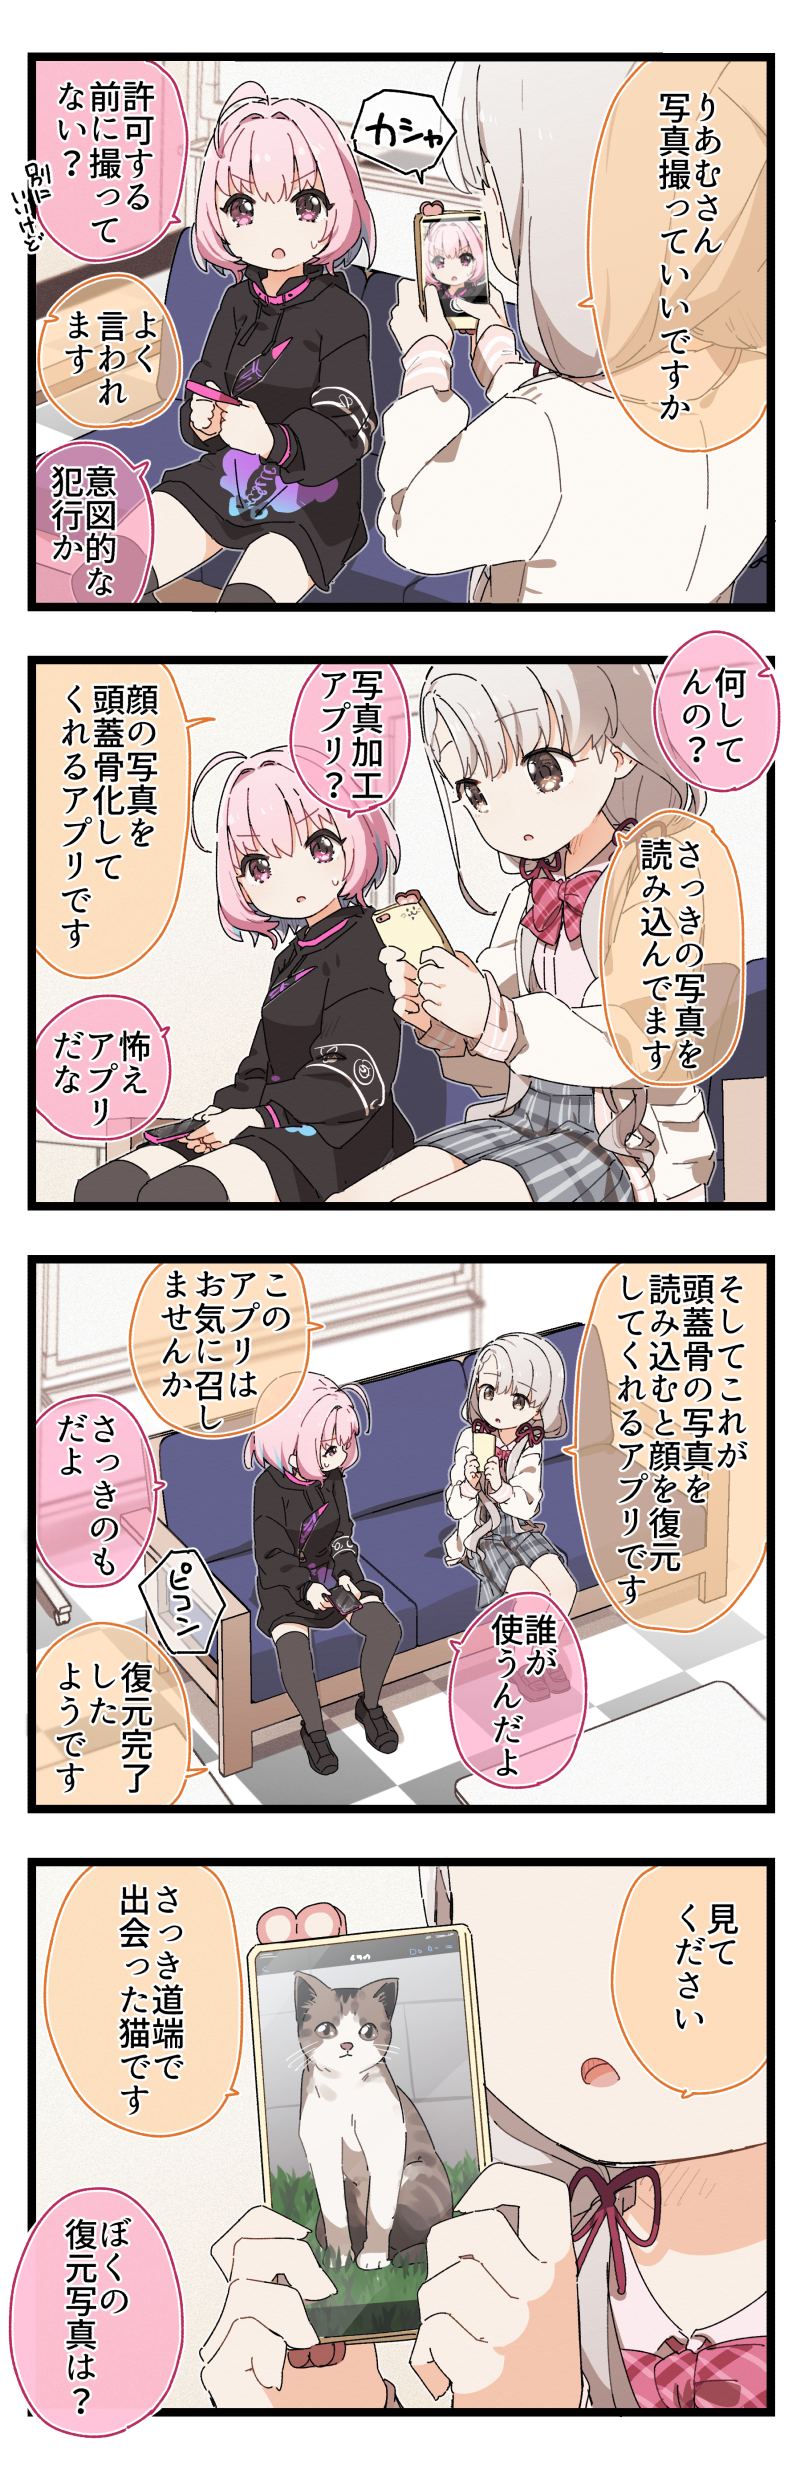 りあむさん
写真撮っていいですか
カシャ
許可する
前に撮って
ない？
別に
いいけど
よく
言われ
ます
意図的な
犯行か
何して
んの？
さっきの写真を
読み込んでます
写真加工
アプリ？
顔の写真を
頭蓋骨化して
くれるアプリです
怖え
アプリ
だな
そしてこれが
頭蓋骨の写真を
読み込むと顔を復元
してくれるアプリです
誰が
使うんだよ
この
アプリは
お気に召し
ませんか
さっきのも
だよ
ピコン
復元完了
した
ようです
見て
ください
さっき道端で
出会った猫です
ぼくの
復元写真は？